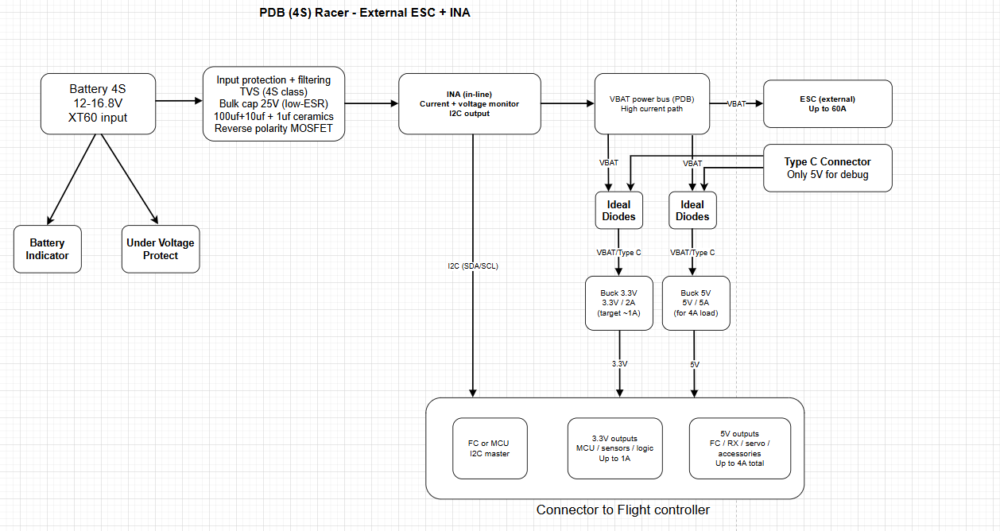 PDB (4S) Racer - External ESC + INA
Battery 4S
12-16.8V
XT60 input
Input protection + filtering
TVS (4S class)
Bulk cap 25V (low-ESR)
100uf+10uf + 1uf ceramics
Reverse polarity MOSFET
INA (in-line)
Current + voltage monitor
I2C output
VBAT power bus (PDB)
High current path
VBAT
ESC (external)
Up to 60A
Type C Connector
Only 5V for debug
VBAT
VBAT
Ideal
Diodes
Ideal
Diodes
Battery
Indicator
Under Voltage
Protect
I2C (SDA/SCL)
VBAT/Type C
VBAT/Type C
Buck 3.3V
3.3V / 2A
(target ~1A)
Buck 5V
5V / 5A
(for 4A load)
3.3V
5V
FC or MCU
I2C master
3.3V outputs
MCU / sensors / logic
Up to 1A
5V outputs
FC / RX / servo /
accessories
Up to 4A total
Connector to Flight controller